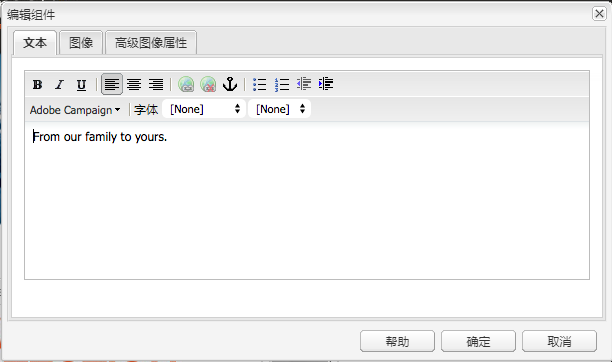 编辑组件
文本 图像 高级图像属性
B I U
Adobe Campaign 字体 [None] [None]
From our family to yours.
帮助 确定 取消